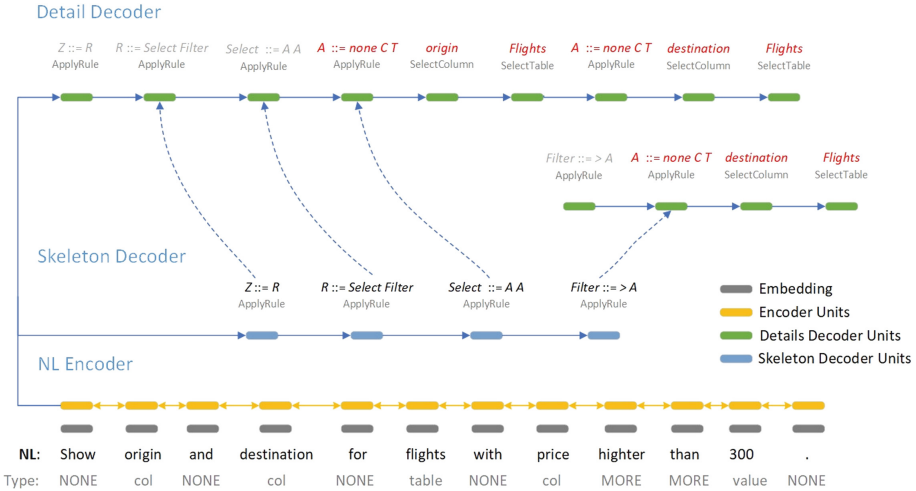 Detail Decoder
Z ::= R R ::= Select Filter Select ::= A A A ::= none C T origin Flights A ::= none C T destination Flights
ApplyRule ApplyRule ApplyRule ApplyRule SelectColumn SelectTable ApplyRule SelectColumn SelectTable
Filter ::= > A A ::= none C T destination Flights
ApplyRule ApplyRule SelectColumn SelectTable
Skeleton Decoder
Z ::= R R ::= Select Filter Select ::= A A Filter ::= > A
ApplyRule ApplyRule ApplyRule ApplyRule
Embedding
Encoder Units
Details Decoder Units
Skeleton Decoder Units
NL Encoder
NL: Show origin and destination for flights with price highter than 300 .
Type: NONE col NONE col NONE table NONE col MORE MORE value NONE